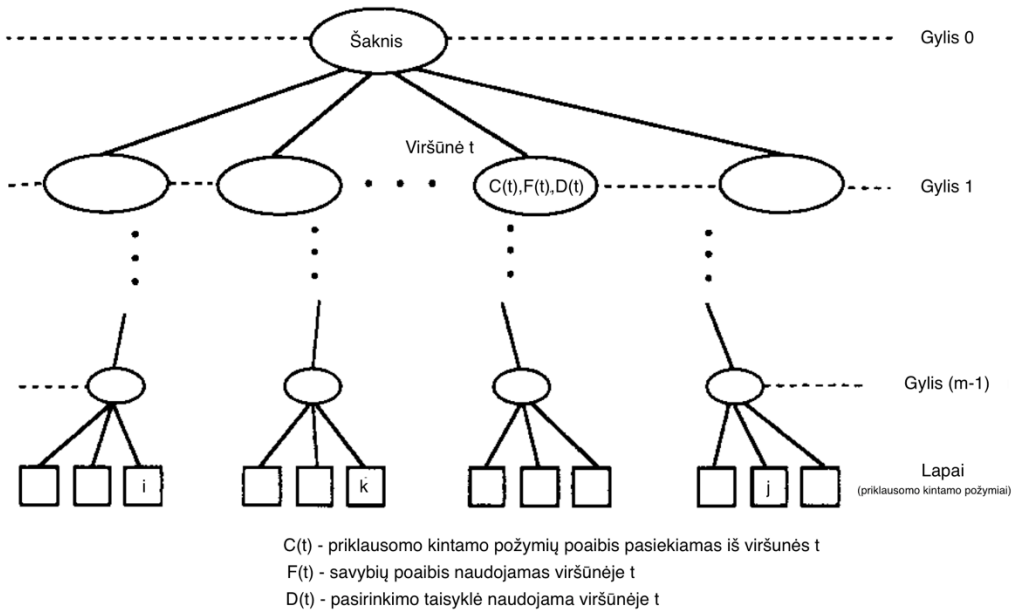 Šaknis
Gylis 0
Viršūnė t
C(t),F(t),D(t)
Gylis 1
Gylis (m-1)
i
k
j
Lapai
(priklausomo kintamo požymiai)
C(t) - priklausomo kintamo požymių poaibis pasiekiamas iš viršunės t
F(t) - savybių poaibis naudojamas viršūnėje t
D(t) - pasirinkimo taisyklė naudojama viršūnėje t